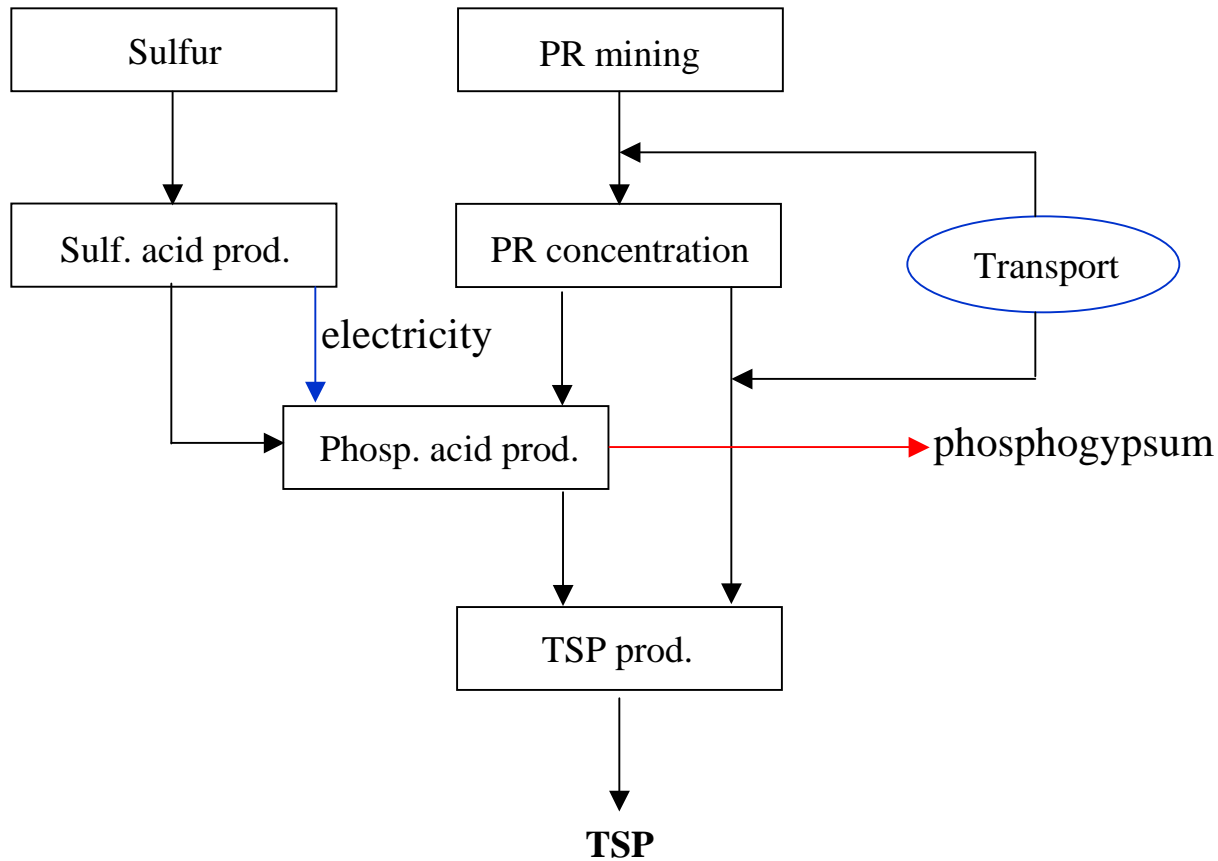 Sulfur
PR mining
Sulf. acid prod.
PR concentration
Transport
electricity
Phosp. acid prod.
phosphogypsum
TSP prod.
TSP